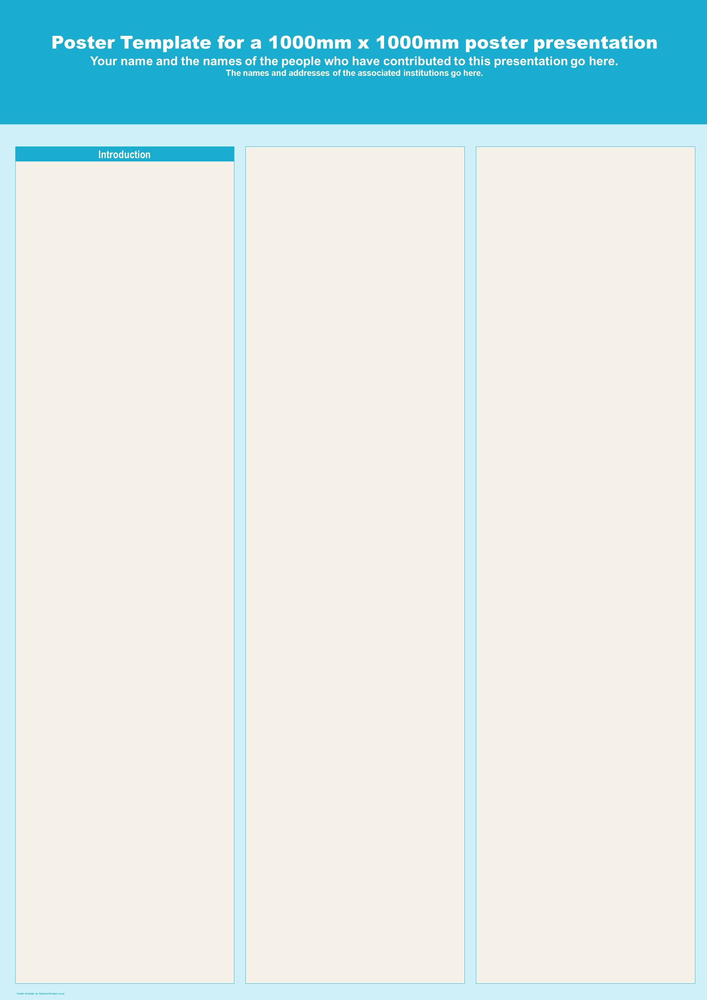 Poster Template for a 1000mm x 1000mm poster presentation
Your name and the names of the people who have contributed to this presentation go here.
The names and addresses of the associated institutions go here.
Introduction
Poster template by ResearchPosters.co.za